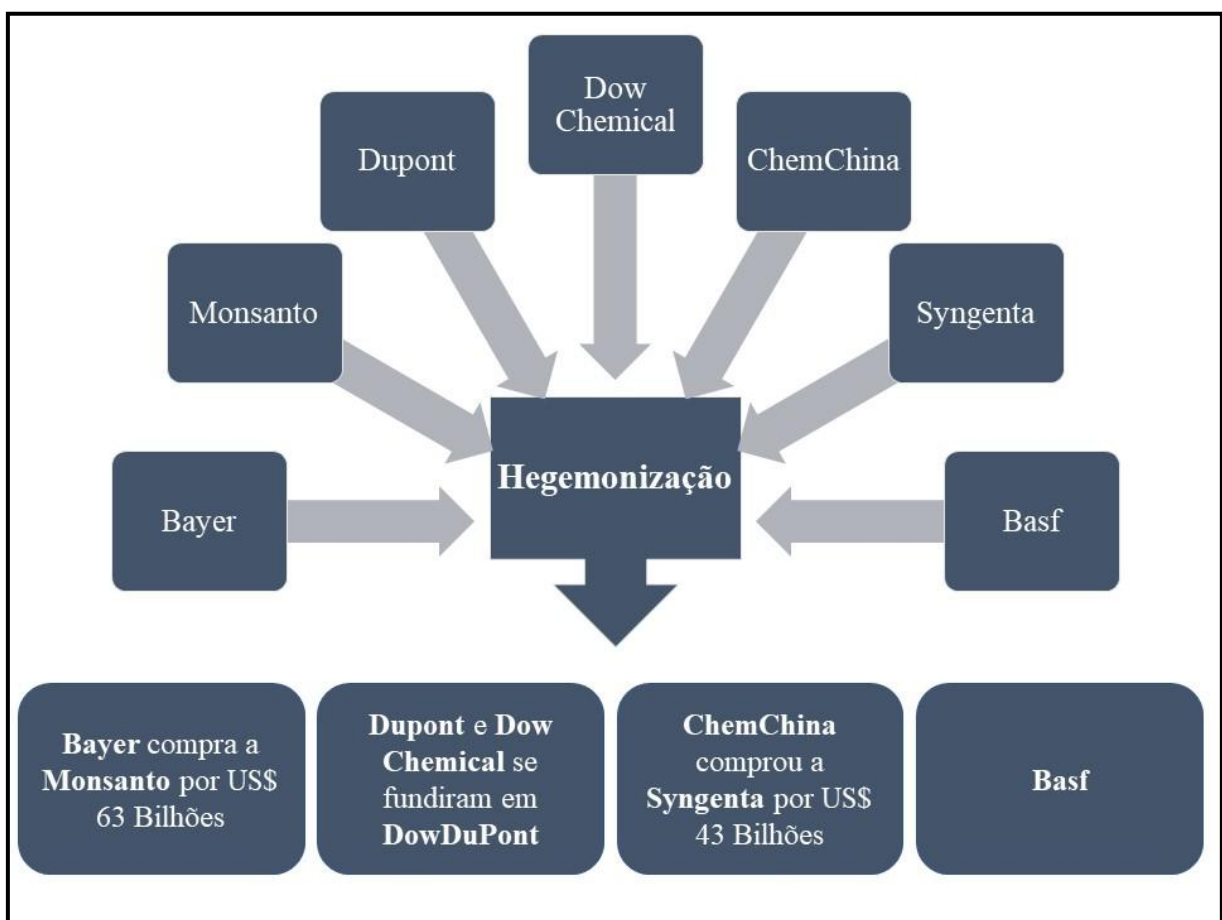 Dow
Chemical
Dupont
ChemChina
Monsanto
Syngenta
Hegemonização
Bayer
Basf
Bayer compra a
Monsanto por US$
63 Bilhões
Dupont e Dow
Chemical se
fundiram em
DowDuPont
ChemChina
comprou a
Syngenta por US$
43 Bilhões
Basf